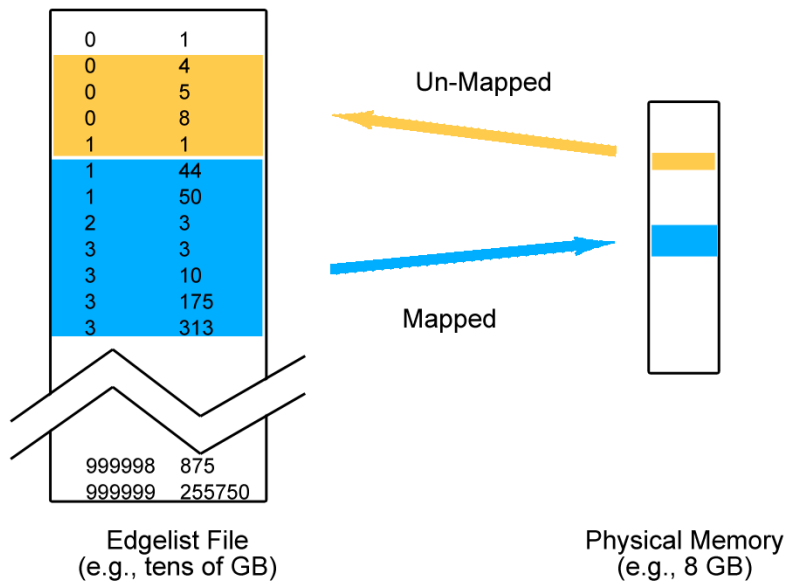 0 1
0 4
0 5
0 8
1 1
1 44
1 50
2 3
3 3
3 10
3 175
3 313
999998 875
999999 255750
Edgelist File
(e.g., tens of GB)
Un-Mapped
Mapped
Physical Memory
(e.g., 8 GB)